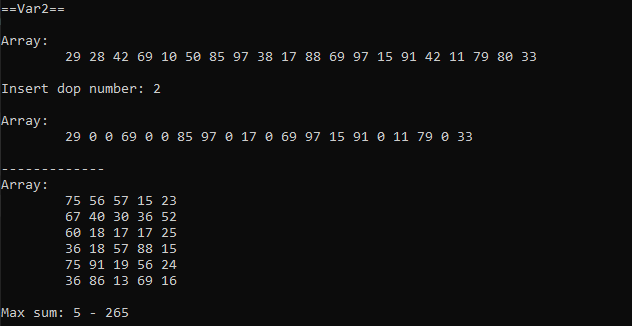 ==Var2==
Array:
29 28 42 69 10 50 85 97 38 17 88 69 97 15 91 42 11 79 80 33
Insert dop number: 2
Array:
29 0 0 69 0 0 85 97 0 17 0 69 97 15 91 0 11 79 0 33
-------------
Array:
75 56 57 15 23
67 40 30 36 52
60 18 17 17 25
36 18 57 88 15
75 91 19 56 24
36 86 13 69 16
Max sum: 5 - 265